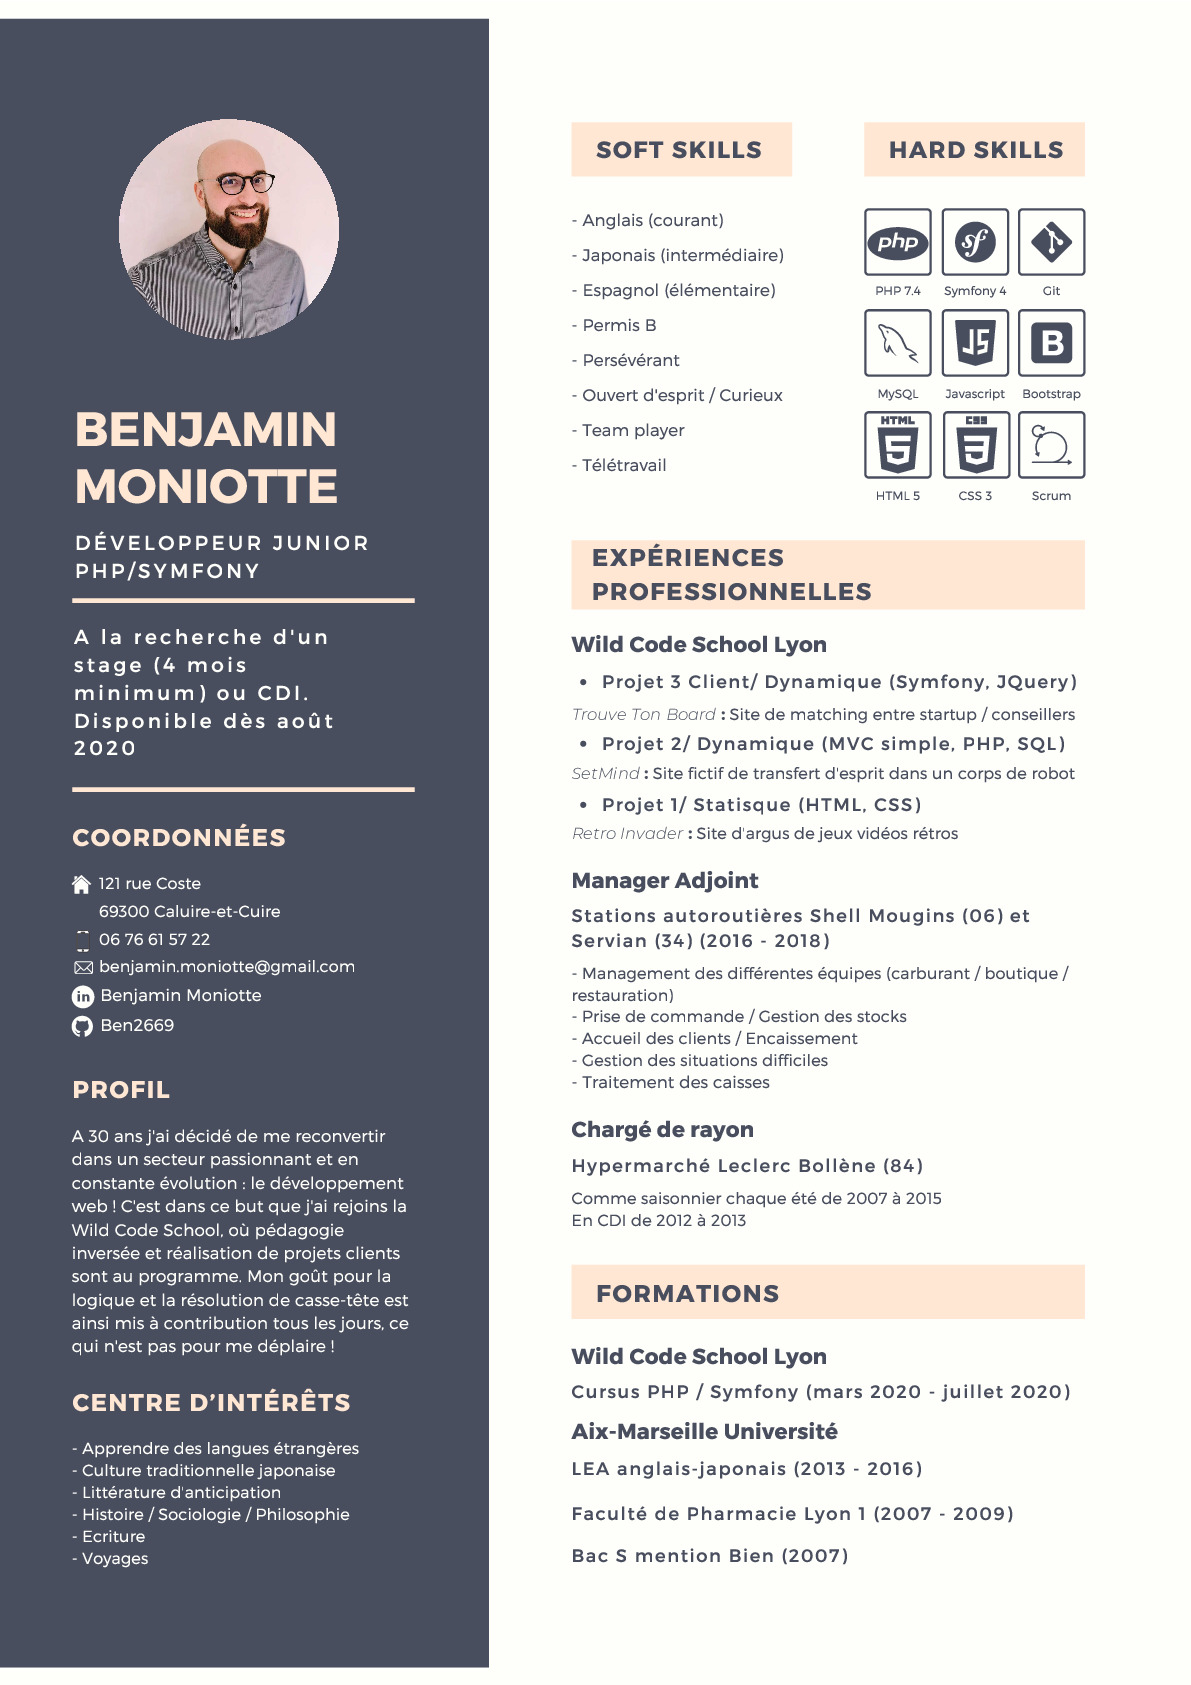 BENJAMIN
MONIOTTE
DÉVELOPPEUR JUNIOR
PHP/SYMFONY
A la recherche d'un
stage (4 mois
minimum) ou CDI.
Disponible dès août
2020
COORDONNÉES
121 rue Coste
69300 Caluire-et-Cuire
06 76 61 57 22
benjamin.moniotte@gmail.com
in Benjamin Moniotte
Ben2669
PROFIL
A 30 ans j'ai décidé de me reconvertir
dans un secteur passionnant et en
constante évolution : le développement
web ! C'est dans ce but que j'ai rejoins la
Wild Code School, où pédagogie
inversée et réalisation de projets clients
sont au programme. Mon goût pour la
logique et la résolution de casse-tête est
ainsi mis à contribution tous les jours, ce
qui n'est pas pour me déplaire !
CENTRE D'INTÉRÊTS
- Apprendre des langues étrangères
- Culture traditionnelle japonaise
- Littérature d'anticipation
- Histoire / Sociologie / Philosophie
- Ecriture
- Voyages
SOFT SKILLS
- Anglais (courant)
- Japonais (intermédiaire)
- Espagnol (élémentaire)
- Permis B
- Persévérant
- Ouvert d'esprit / Curieux
- Team player
- Télétravail
HARD SKILLS
php sf
PHP 7.4 Symfony 4 Git
JS B
MySQL Javascript Bootstrap
HTML 5 CSS 3
HTML 5 CSS 3 Scrum
EXPÉRIENCES
PROFESSIONNELLES
Wild Code School Lyon
• Projet 3 Client/ Dynamique (Symfony, JQuery)
Trouve Ton Board : Site de matching entre startup / conseillers
• Projet 2/ Dynamique (MVC simple, PHP, SQL)
SetMind : Site fictif de transfert d'esprit dans un corps de robot
• Projet 1/ Statisque (HTML, CSS)
Retro Invader : Site d'argus de jeux vidéos rétros
Manager Adjoint
Stations autoroutières Shell Mougins (06) et
Servian (34) (2016 - 2018)
- Management des différentes équipes (carburant / boutique /
restauration)
- Prise de commande / Gestion des stocks
- Accueil des clients / Encaissement
- Gestion des situations difficiles
- Traitement des caisses
Chargé de rayon
Hypermarché Leclerc Bollène (84)
Comme saisonnier chaque été de 2007 à 2015
En CDI de 2012 à 2013
FORMATIONS
Wild Code School Lyon
Cursus PHP / Symfony (mars 2020 - juillet 2020)
Aix-Marseille Université
LEA anglais-japonais (2013 - 2016)
Faculté de Pharmacie Lyon 1 (2007 - 2009)
Bac S mention Bien (2007)